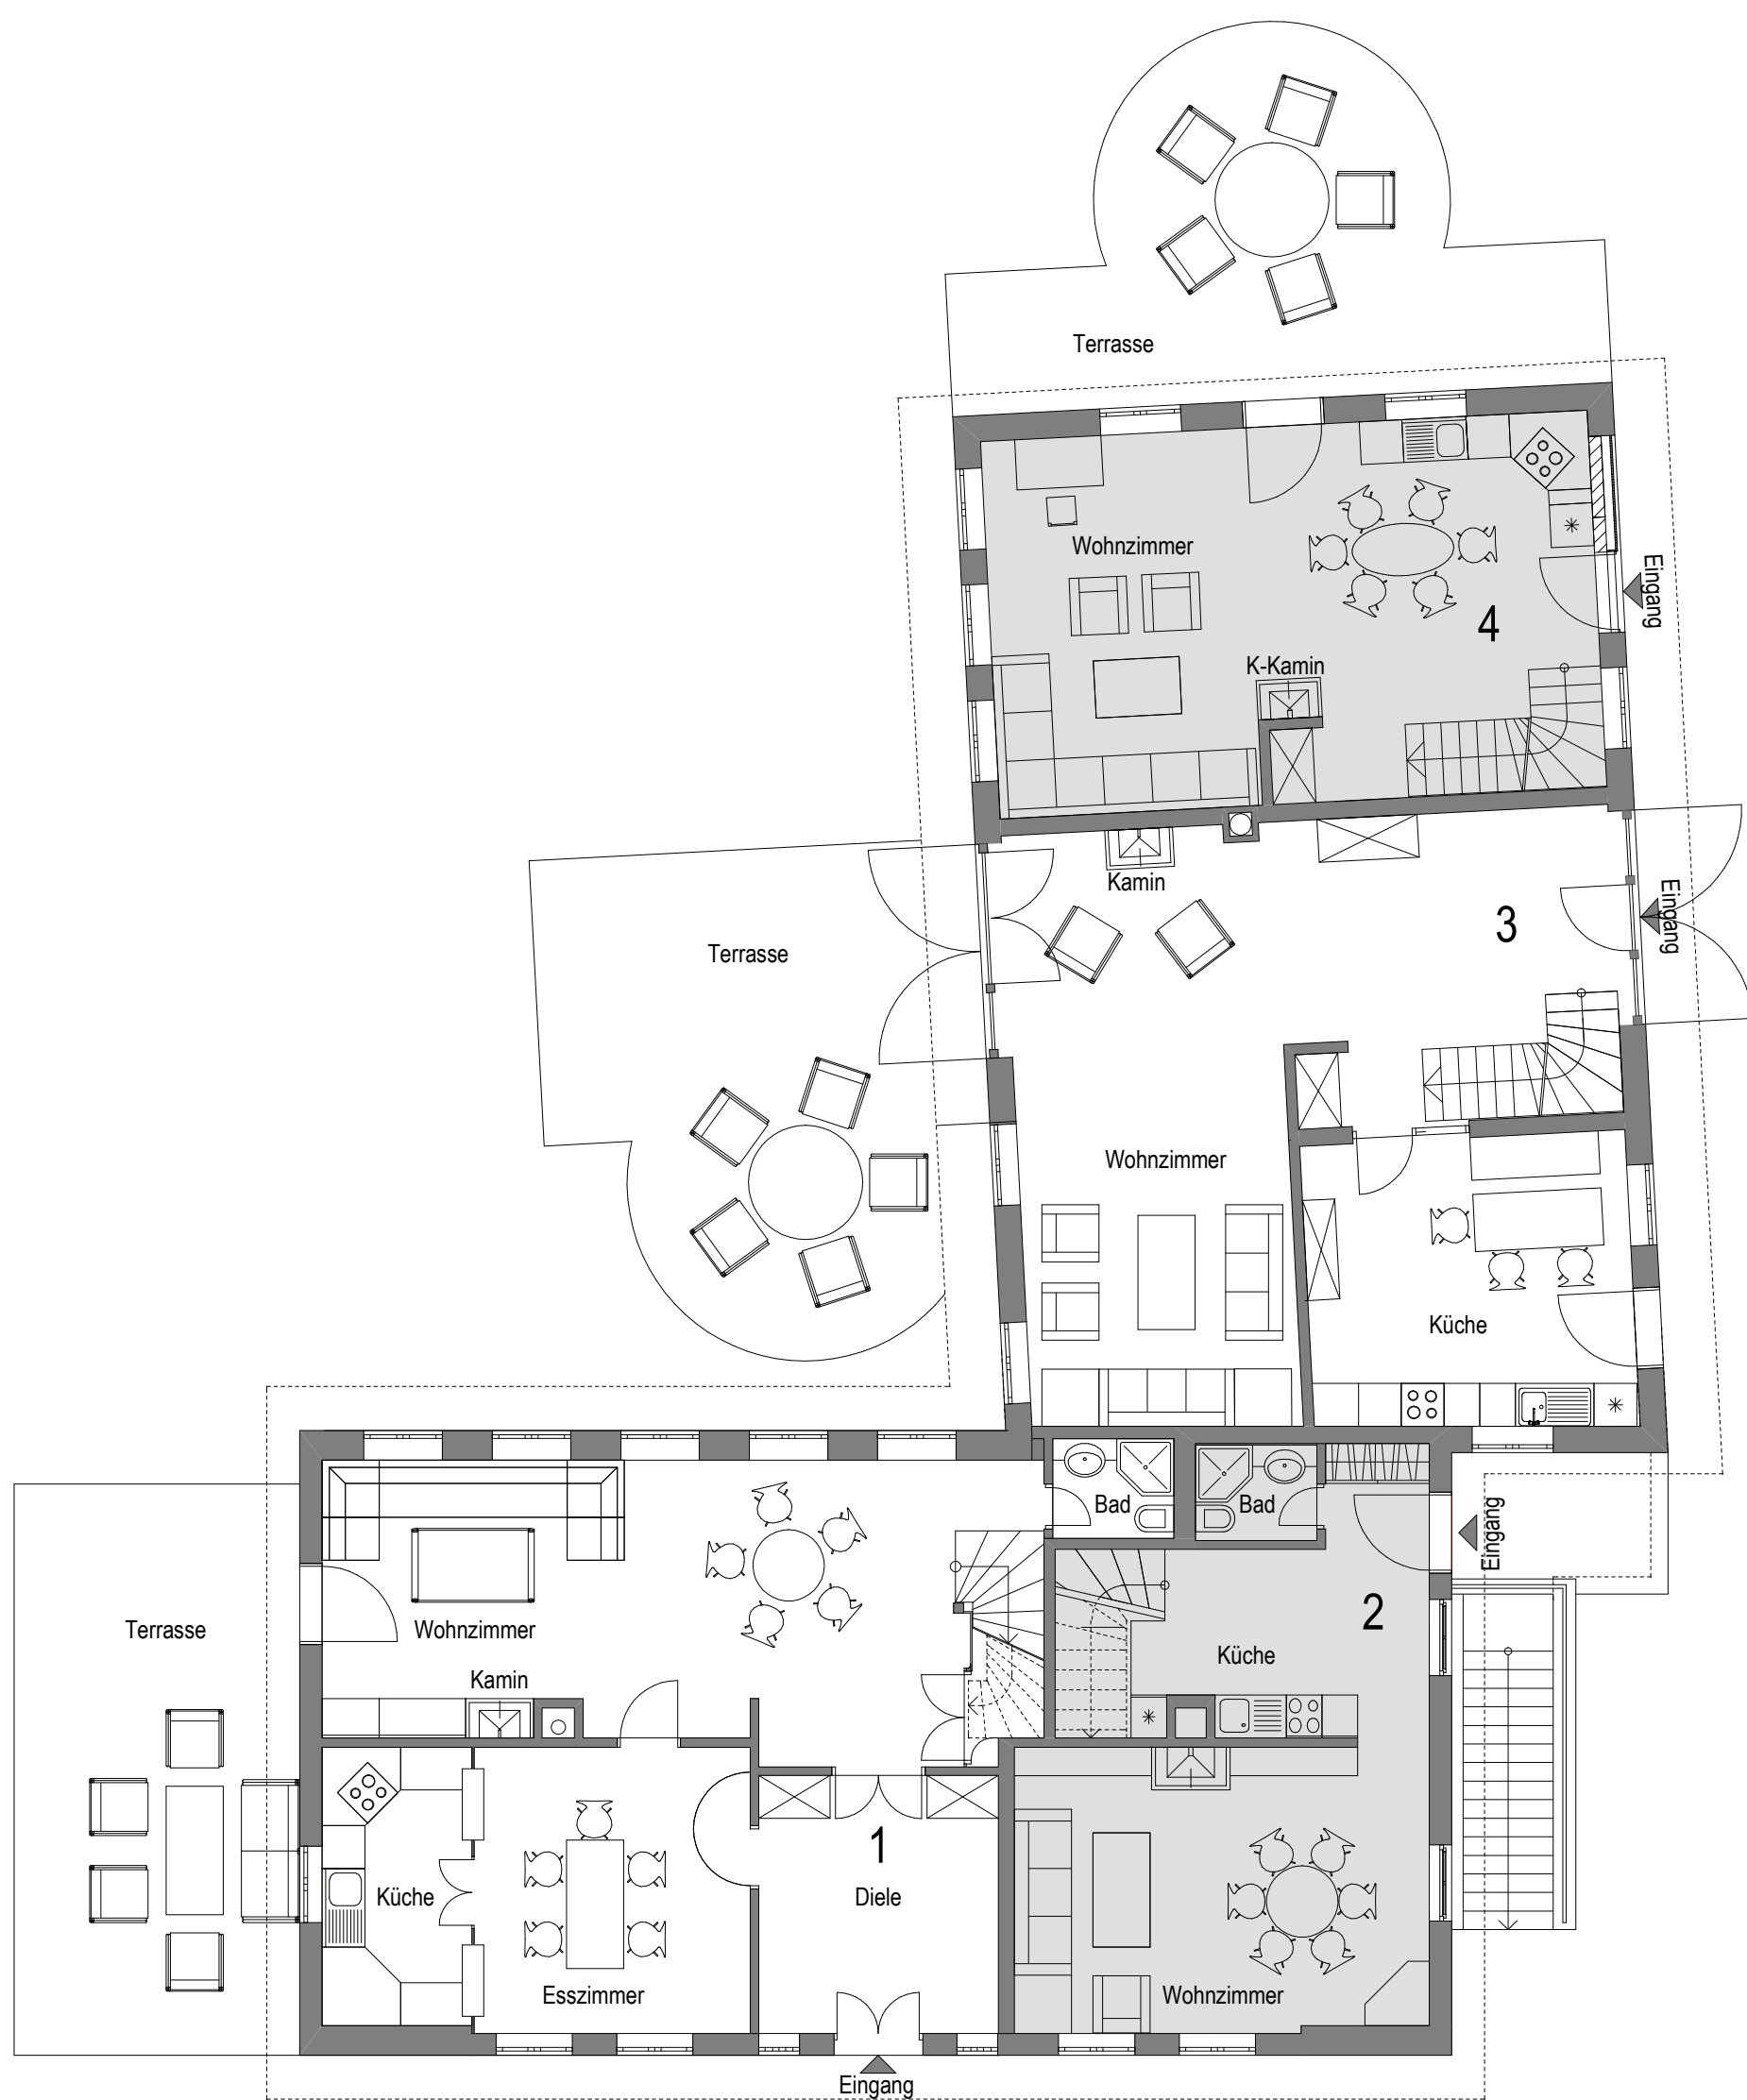 Terrasse
Wohnzimmer
Eingang
4
K-Kamin
Kamin
3
Eingang
Terrasse
Wohnzimmer
Küche
Bad
Bad
Eingang
2
Terrasse
Wohnzimmer
Küche
Kamin
1
Küche
Diele
Esszimmer
Wohnzimmer
Eingang